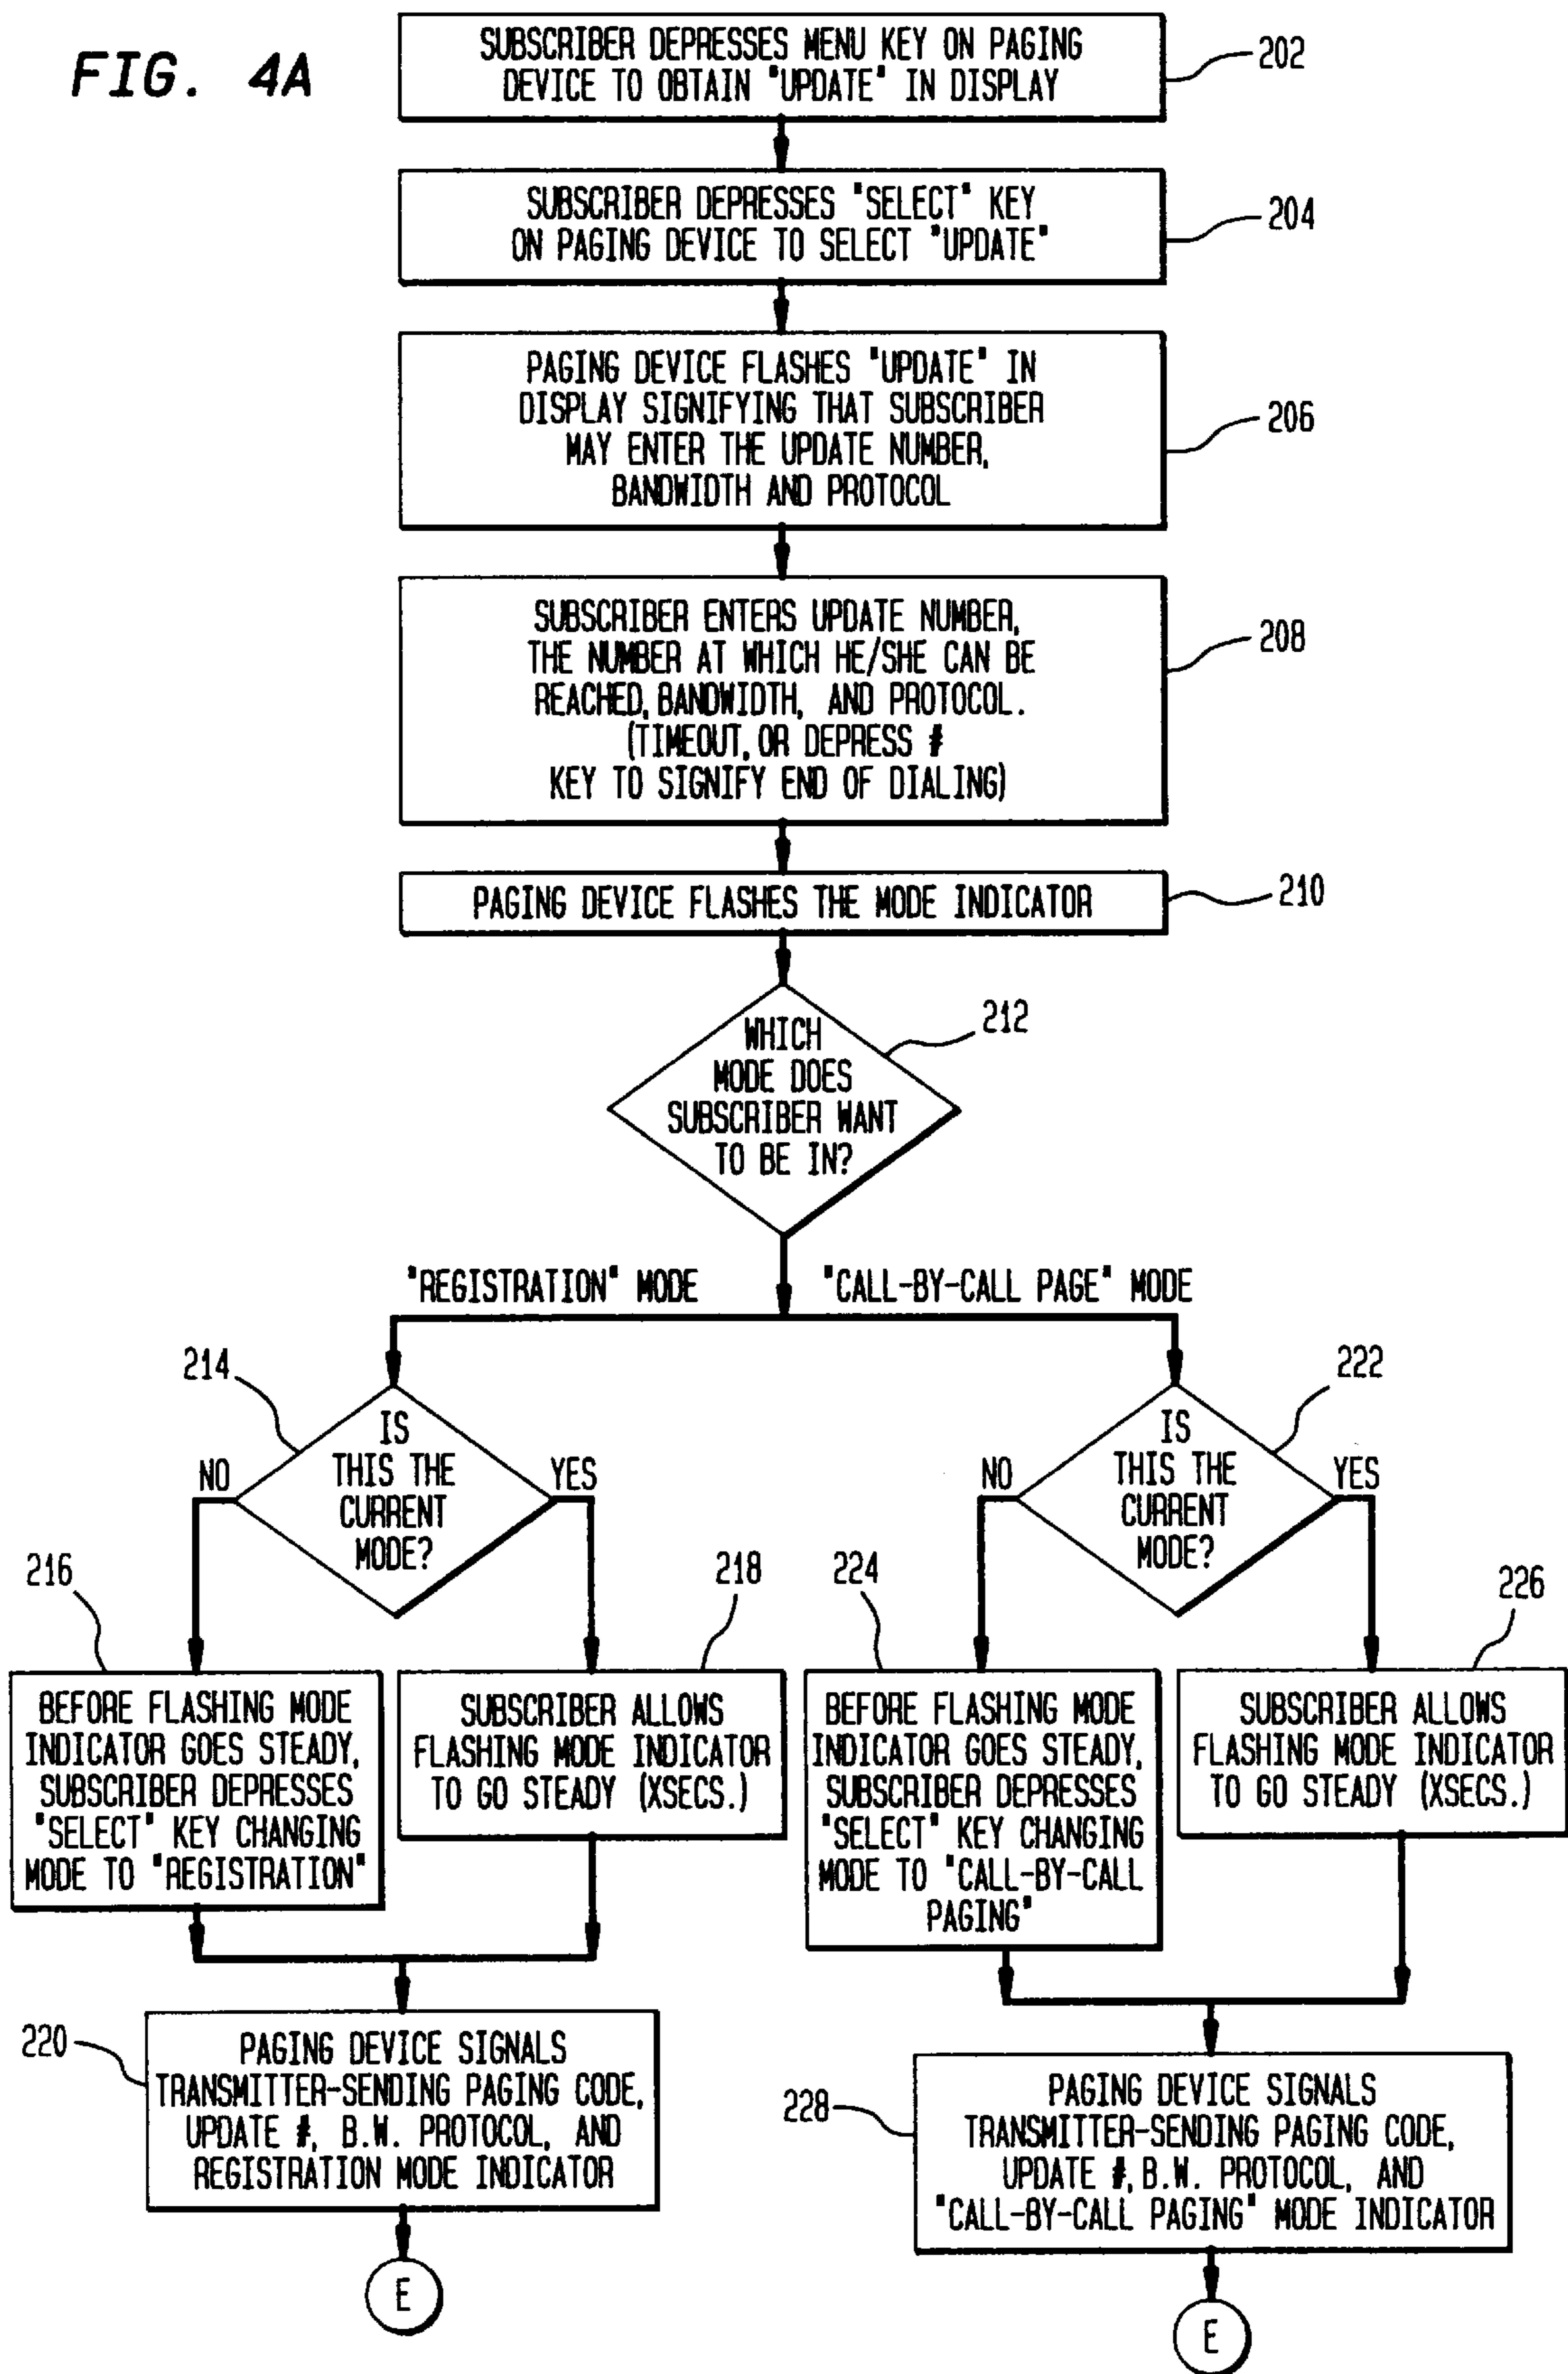 FIG. 4A
SUBSCRIBER DEPRESSES MENU KEY ON PAGING
DEVICE TO OBTAIN "UPDATE" IN DISPLAY
202
SUBSCRIBER DEPRESSES "SELECT" KEY
ON PAGING DEVICE TO SELECT "UPDATE"
204
PAGING DEVICE FLASHES "UPDATE" IN
DISPLAY SIGNIFYING THAT SUBSCRIBER
MAY ENTER THE UPDATE NUMBER,
BANDWIDTH AND PROTOCOL
206
SUBSCRIBER ENTERS UPDATE NUMBER,
THE NUMBER AT WHICH HE/SHE CAN BE
REACHED, BANDWIDTH, AND PROTOCOL.
(TIMEOUT, OR DEPRESS #
KEY TO SIGNIFY END OF DIALING)
208
PAGING DEVICE FLASHES THE MODE INDICATOR
210
WHICH
MODE DOES
SUBSCRIBER WANT
TO BE IN?
212
"REGISTRATION" MODE
"CALL-BY-CALL PAGE" MODE
214
IS
THIS THE
CURRENT
MODE?
NO
YES
222
IS
THIS THE
CURRENT
MODE?
NO
YES
216
BEFORE FLASHING MODE
INDICATOR GOES STEADY,
SUBSCRIBER DEPRESSES
"SELECT" KEY CHANGING
MODE TO "REGISTRATION"
218
SUBSCRIBER ALLOWS
FLASHING MODE INDICATOR
TO GO STEADY (XSECS.)
224
BEFORE FLASHING MODE
INDICATOR GOES STEADY,
SUBSCRIBER DEPRESSES
"SELECT" KEY CHANGING
MODE TO "CALL-BY-CALL
PAGING"
226
SUBSCRIBER ALLOWS
FLASHING MODE INDICATOR
TO GO STEADY (XSECS.)
220
PAGING DEVICE SIGNALS
TRANSMITTER-SENDING PAGING CODE,
UPDATE #, B.W. PROTOCOL, AND
REGISTRATION MODE INDICATOR
E
228
PAGING DEVICE SIGNALS
TRANSMITTER-SENDING PAGING CODE,
UPDATE #, B.W. PROTOCOL, AND
"CALL-BY-CALL PAGING" MODE INDICATOR
E